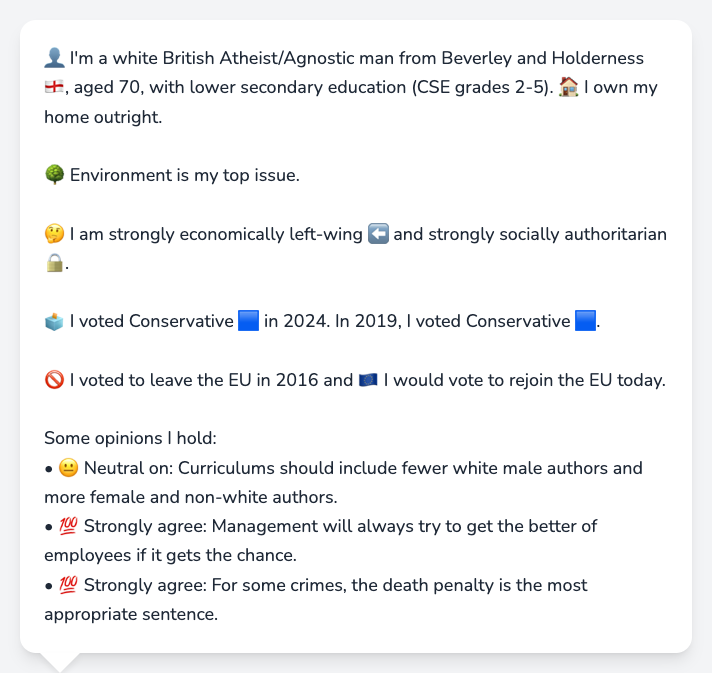 👤 I'm a white British Atheist/Agnostic man from Beverley and Holderness
🏴󠁧󠁢󠁥󠁮󠁧󠁿, aged 70, with lower secondary education (CSE grades 2-5). 🏠 I own my
home outright.
🌳 Environment is my top issue.
🤔 I am strongly economically left-wing ⬅️ and strongly socially authoritarian
🔒.
🗳️ I voted Conservative 🟦 in 2024. In 2019, I voted Conservative 🟦.
🚫 I voted to leave the EU in 2016 and 🇪🇺 I would vote to rejoin the EU today.
Some opinions I hold:
• 😐 Neutral on: Curriculums should include fewer white male authors and
more female and non-white authors.
• 💯 Strongly agree: Management will always try to get the better of
employees if it gets the chance.
• 💯 Strongly agree: For some crimes, the death penalty is the most
appropriate sentence.